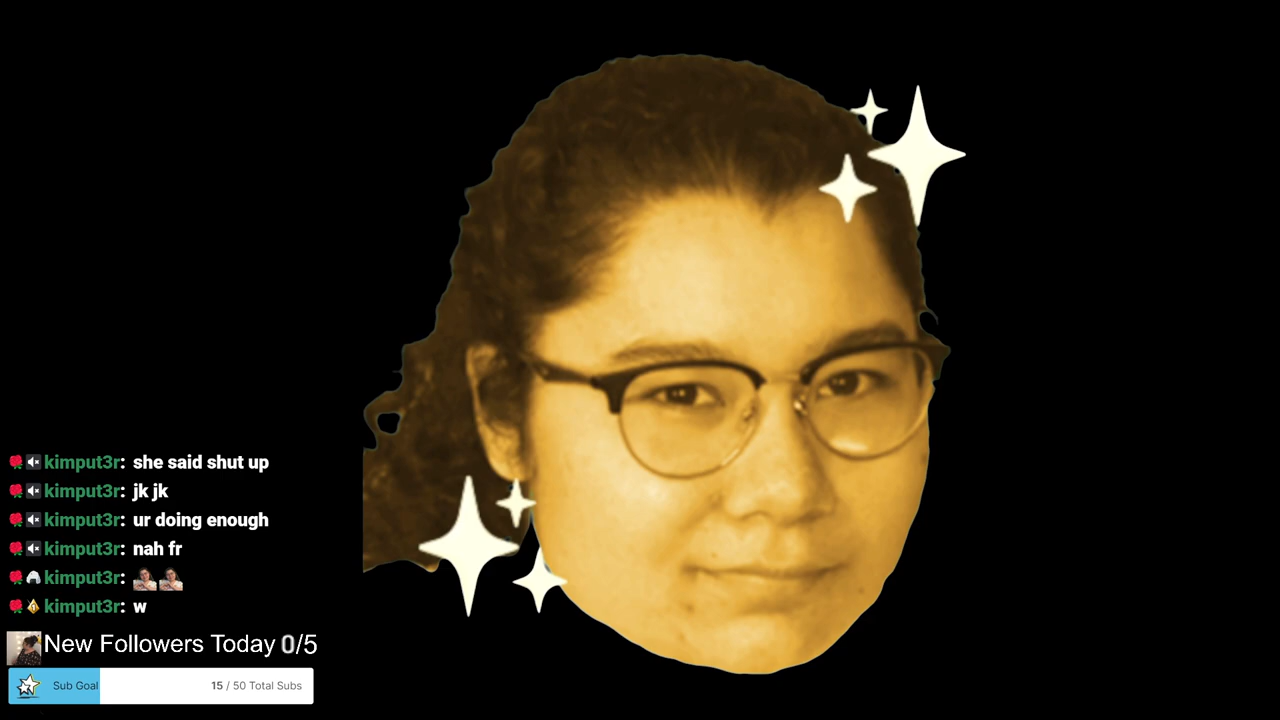 kimput3r: she said shut up
kimput3r: jk jk
kimput3r: ur doing enough
kimput3r: nah fr
kimput3r:
kimput3r: w
New Followers Today 0/5
Sub Goal 15 / 50 Total Subs